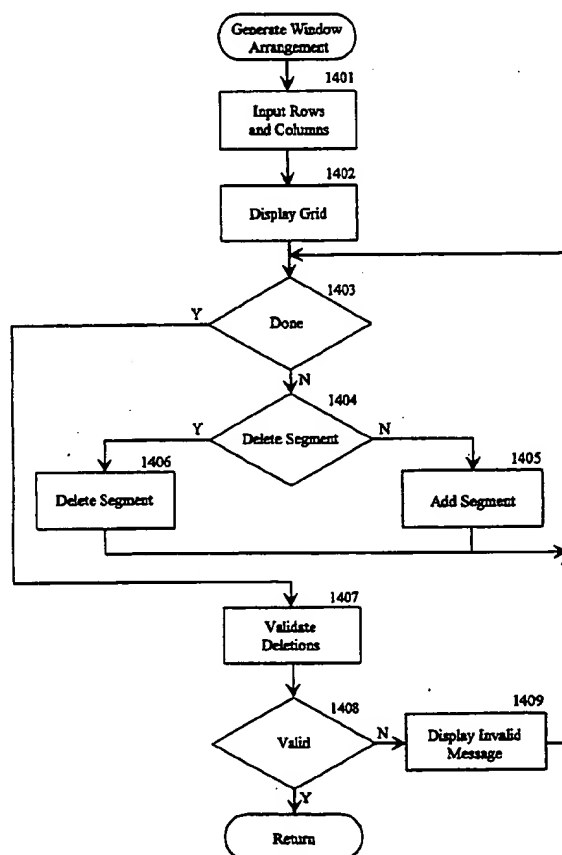 Generate Window
Arrangement
1401
Input Rows
and Columns
1402
Display Grid
1403
Y
Done
N
1404
Y
Delete Segment
N
1406
Delete Segment
1405
Add Segment
1407
Validate
Deletions
1408
Valid
N
1409
Display Invalid
Message
Y
Return